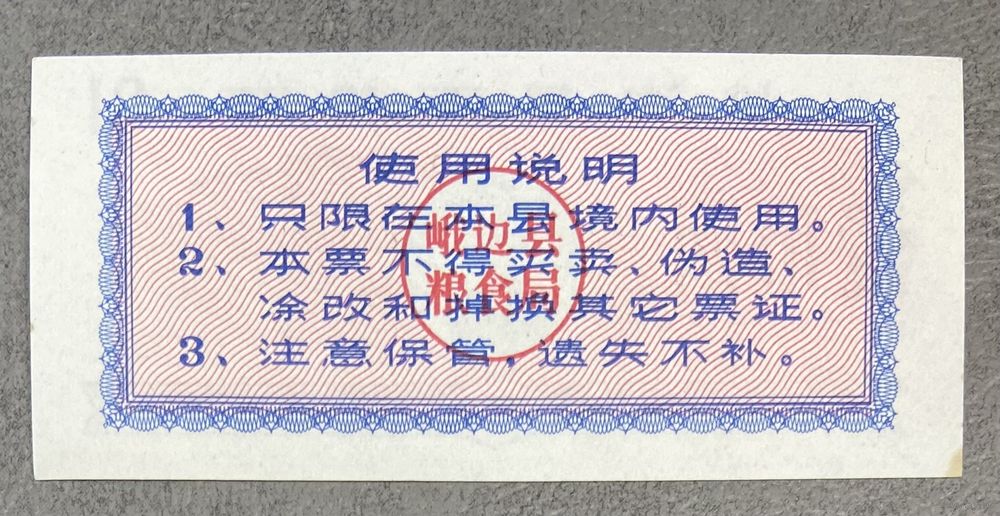 使用说明
1、只限在本县境内使用。
2、本票不得买卖、伪造、
凃改和掉换其它票证。
3、注意保管,遗失不补。
峨边县
粮食局